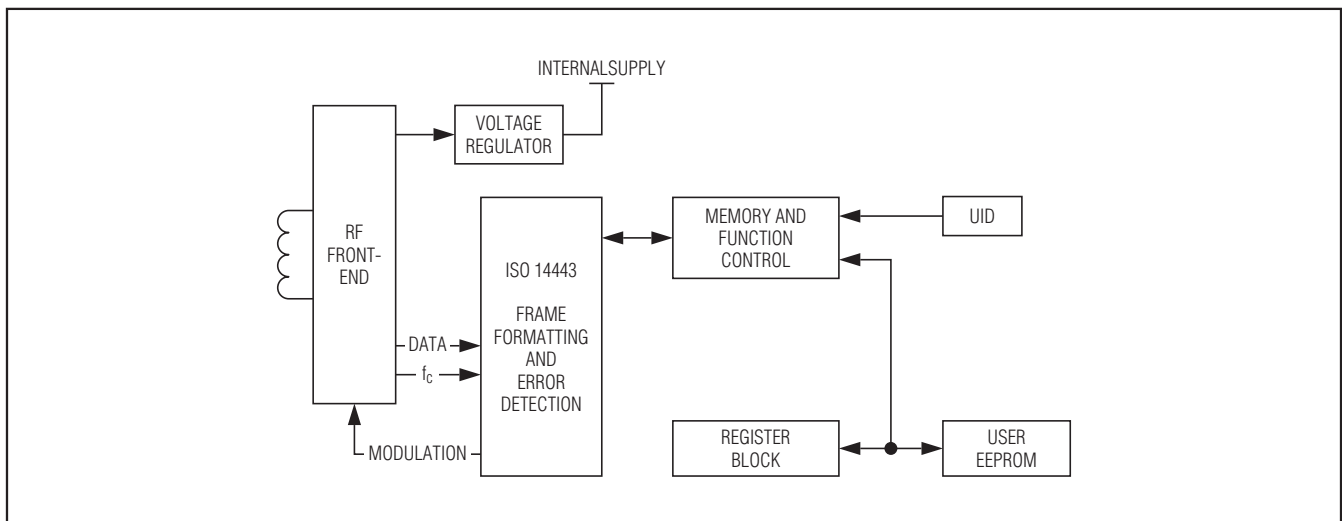 INTERNALSUPPLY
VOLTAGE
REGULATOR
RF
FRONT-
END
ISO 14443
FRAME
FORMATTING
AND
ERROR
DETECTION
MEMORY AND
FUNCTION
CONTROL
UID
DATA
fC
MODULATION
REGISTER
BLOCK
USER
EEPROM